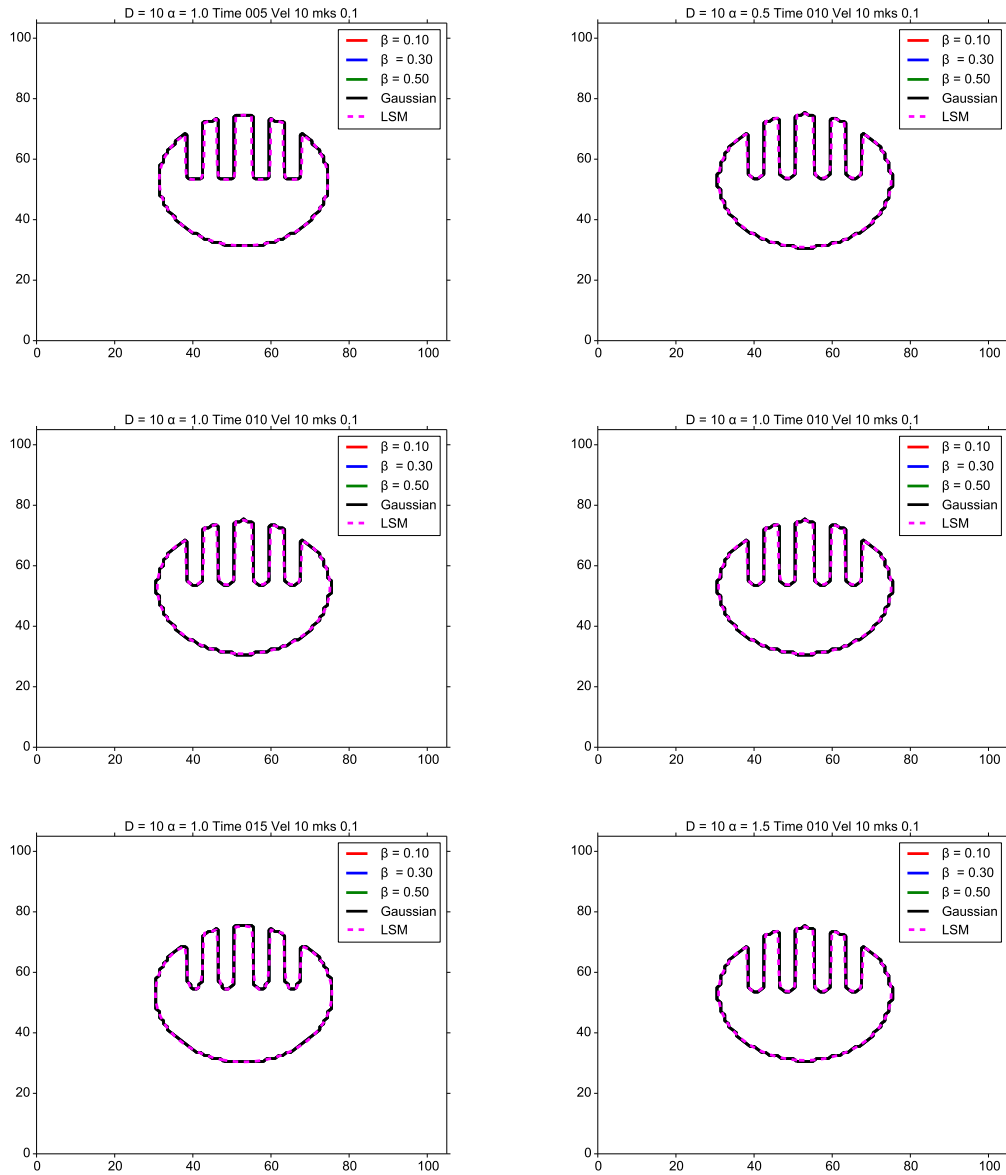 D = 10 α = 1.0 Time 005 Vel 10 mks 0.1
100
80
60
40
20
0
0 20 40 60 80 100
β = 0.10
β = 0.30
β = 0.50
Gaussian
LSM
D = 10 α = 0.5 Time 010 Vel 10 mks 0.1
100
80
60
40
20
0
0 20 40 60 80 100
β = 0.10
β = 0.30
β = 0.50
Gaussian
LSM
D = 10 α = 1.0 Time 010 Vel 10 mks 0.1
100
80
60
40
20
0
0 20 40 60 80 100
β = 0.10
β = 0.30
β = 0.50
Gaussian
LSM
D = 10 α = 1.0 Time 010 Vel 10 mks 0.1
100
80
60
40
20
0
0 20 40 60 80 100
β = 0.10
β = 0.30
β = 0.50
Gaussian
LSM
D = 10 α = 1.0 Time 015 Vel 10 mks 0.1
100
80
60
40
20
0
0 20 40 60 80 100
β = 0.10
β = 0.30
β = 0.50
Gaussian
LSM
D = 10 α = 1.5 Time 010 Vel 10 mks 0.1
100
80
60
40
20
0
0 20 40 60 80 100
β = 0.10
β = 0.30
β = 0.50
Gaussian
LSM